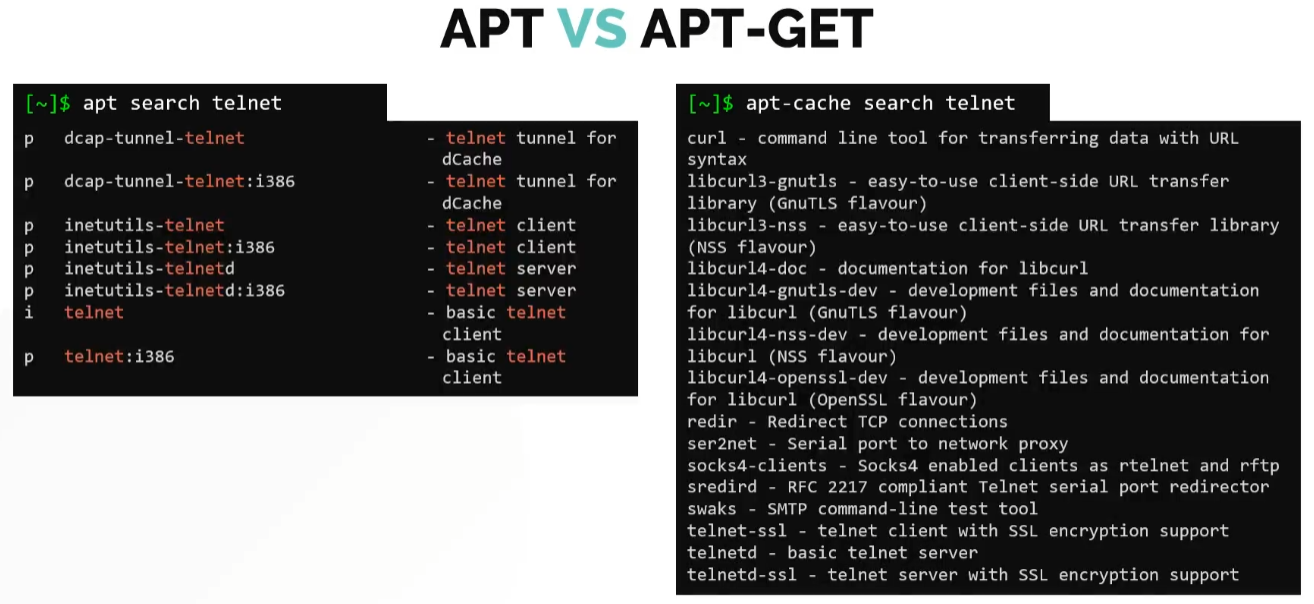 APT VS APT-GET
[~]$ apt search telnet
p dcap-tunnel-telnet - telnet tunnel for
dCache
p dcap-tunnel-telnet:i386 - telnet tunnel for
dCache
p inetutils-telnet - telnet client
p inetutils-telnet:i386 - telnet client
p inetutils-telnetd - telnet server
p inetutils-telnetd:i386 - telnet server
i telnet - basic telnet
client
p telnet:i386 - basic telnet
client
[~]$ apt-cache search telnet
curl - command line tool for transferring data with URL
syntax
libcurl3-gnutls - easy-to-use client-side URL transfer
library (GnuTLS flavour)
libcurl3-nss - easy-to-use client-side URL transfer library
(NSS flavour)
libcurl4-doc - documentation for libcurl
libcurl4-gnutls-dev - development files and documentation
for libcurl (GnuTLS flavour)
libcurl4-nss-dev - development files and documentation for
libcurl (NSS flavour)
libcurl4-openssl-dev - development files and documentation
for libcurl (OpenSSL flavour)
redir - Redirect TCP connections
ser2net - Serial port to network proxy
socks4-clients - Socks4 enabled clients as rtelnet and rftp
sredird - RFC 2217 compliant Telnet serial port redirector
swaks - SMTP command-line test tool
telnet-ssl - telnet client with SSL encryption support
telnetd - basic telnet server
telnetd-ssl - telnet server with SSL encryption support